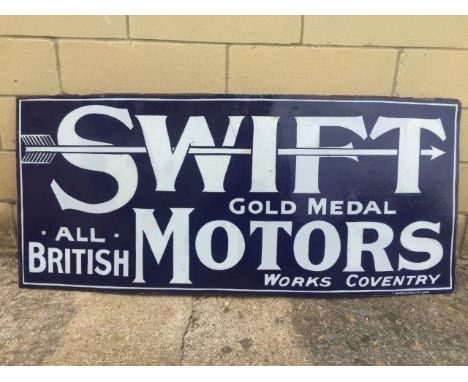 SWIFT
GOLD MEDAL
· ALL ·
BRITISH
MOTORS
WORKS COVENTRY